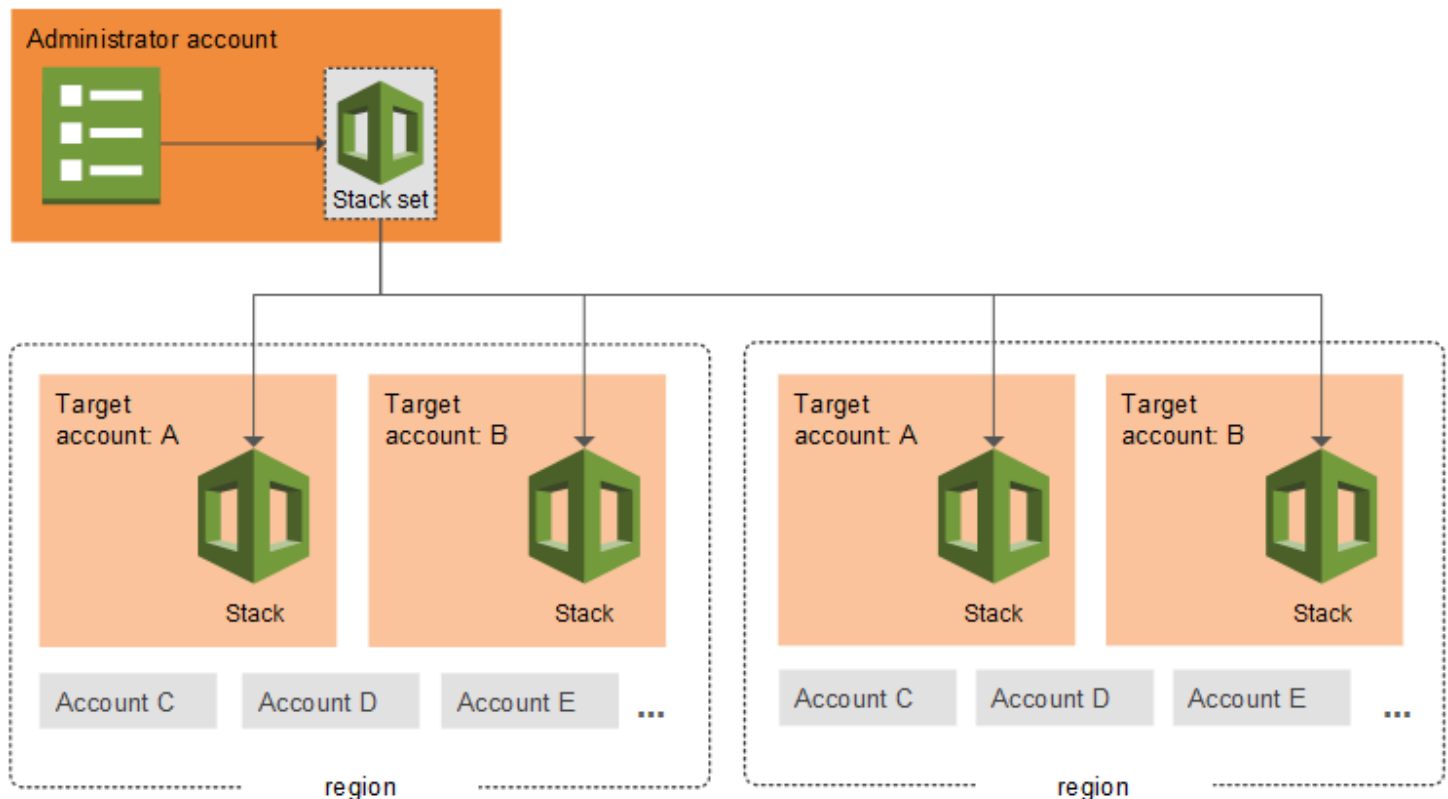 Administrator account
Stack set
Target
account: A
Stack
Target
account: B
Stack
Account C
Account D
Account E
...
region
Target
account: A
Stack
Target
account: B
Stack
Account C
Account D
Account E
...
region